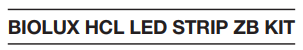 BIOLUX HCL LED STRIP ZB KIT